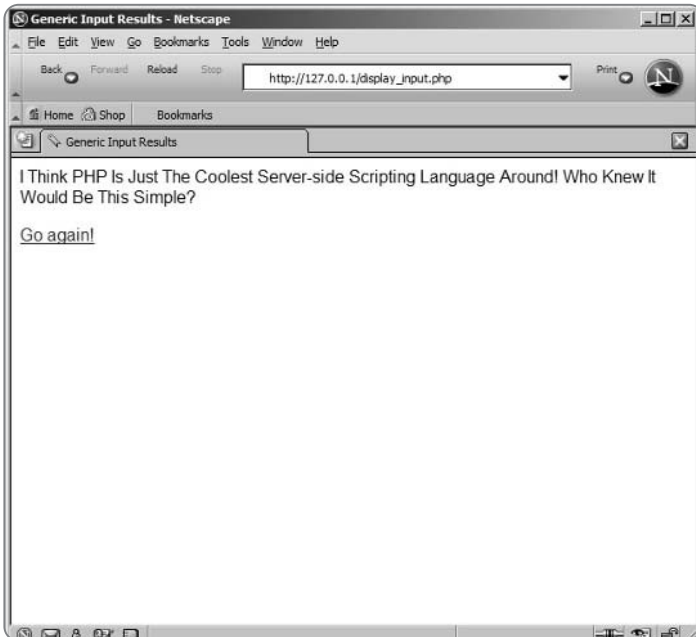 Generic Input Results - Netscape
File Edit View Go Bookmarks Tools Window Help
Back Forward Reload Stop http://127.0.0.1/display_input.php Print N
Home Shop Bookmarks
Generic Input Results
I Think PHP Is Just The Coolest Server-side Scripting Language Around! Who Knew It
Would Be This Simple?
Go again!